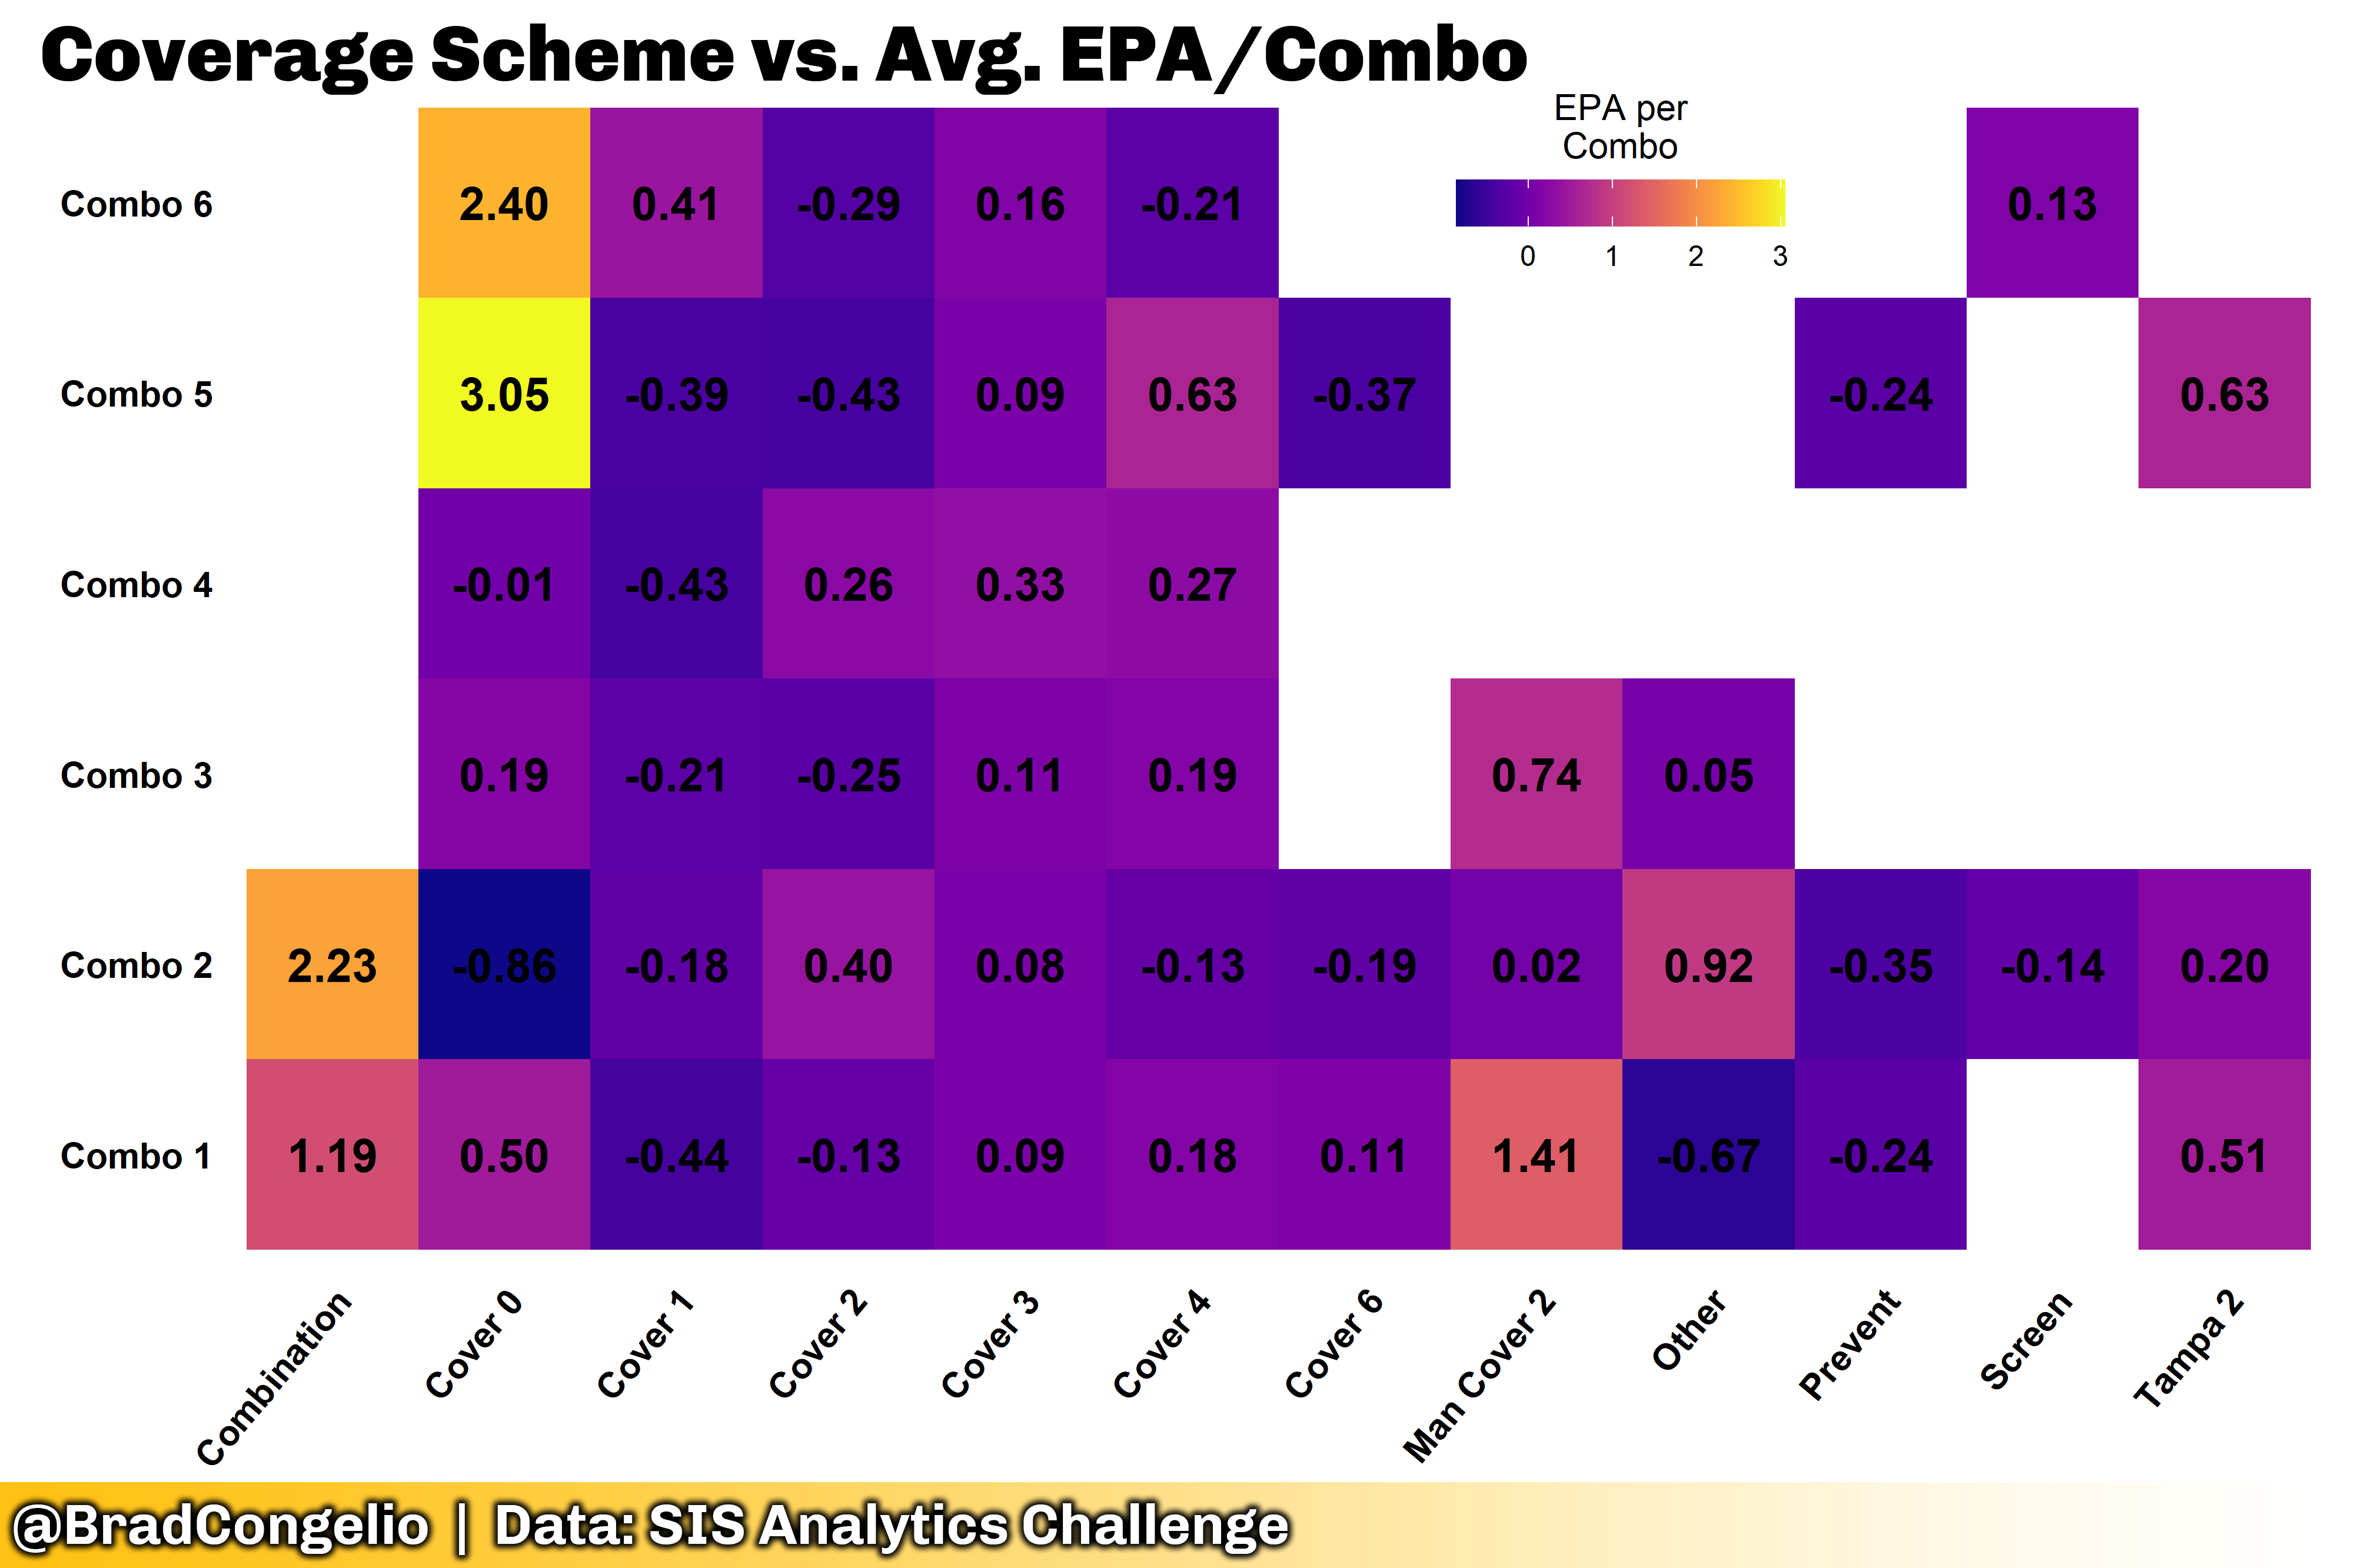 Coverage Scheme vs. Avg. EPA/Combo
EPA per
Combo
0 1 2 3
Combo 6 2.40 0.41 -0.29 0.16 -0.21 0.13
Combo 5 3.05 -0.39 -0.43 0.09 0.63 -0.37 -0.24 0.63
Combo 4 -0.01 -0.43 0.26 0.33 0.27
Combo 3 0.19 -0.21 -0.25 0.11 0.19 0.74 0.05
Combo 2 2.23 -0.86 -0.18 0.40 0.08 -0.13 -0.19 0.02 0.92 -0.35 -0.14 0.20
Combo 1 1.19 0.50 -0.44 -0.13 0.09 0.18 0.11 1.41 -0.67 -0.24 0.51
Combination
Cover 0
Cover 1
Cover 2
Cover 3
Cover 4
Cover 6
Man Cover 2
Other
Prevent
Screen
Tampa 2
@BradCongelio | Data: SIS Analytics Challenge